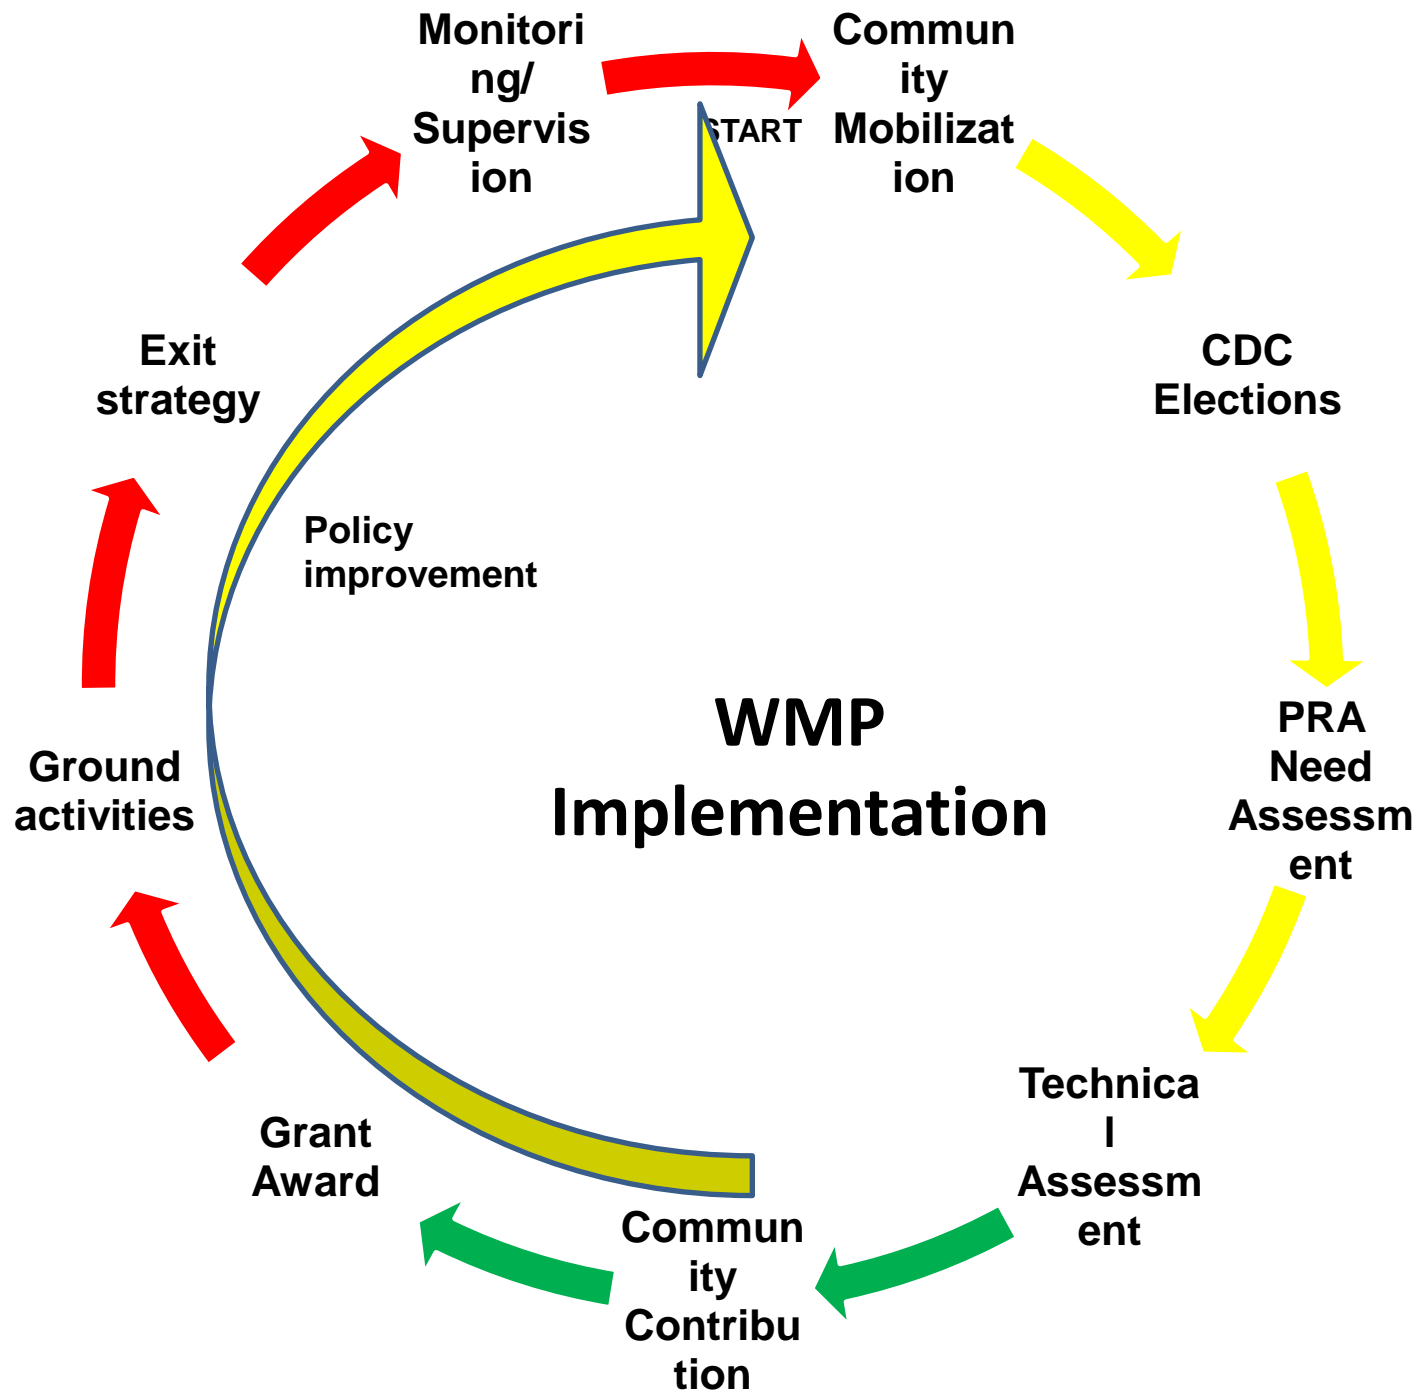 Monitori
ng/
Supervis
ion
START
Commun
ity
Mobilizat
ion
CDC
Elections
PRA
Need
Assessm
ent
Technica
l
Assessm
ent
Commun
ity
Contribu
tion
Grant
Award
Ground
activities
Exit
strategy
Policy
improvement
WMP
Implementation